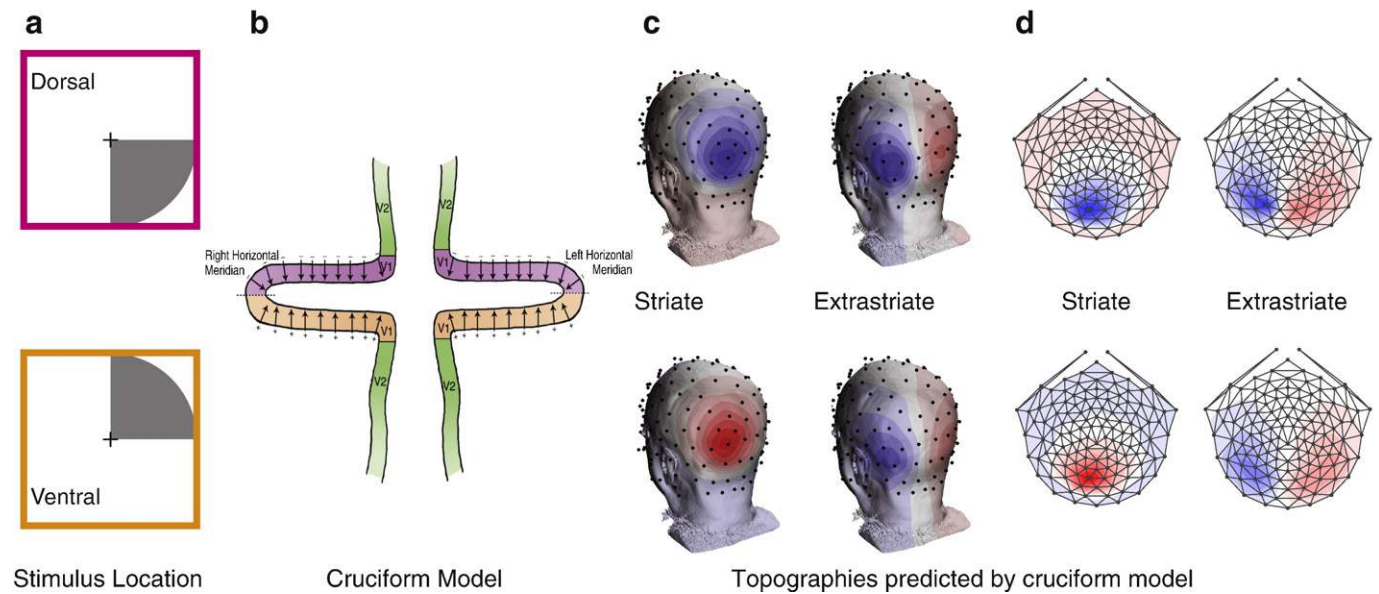 a
b
c
d
Dorsal
V2
V2
Right Horizontal
Meridian
V1
V1
Left Horizontal
Meridian
Striate
Extrastriate
Striate
Extrastriate
V1
V1
V2
V2
Ventral
Stimulus Location
Cruciform Model
Topographies predicted by cruciform model